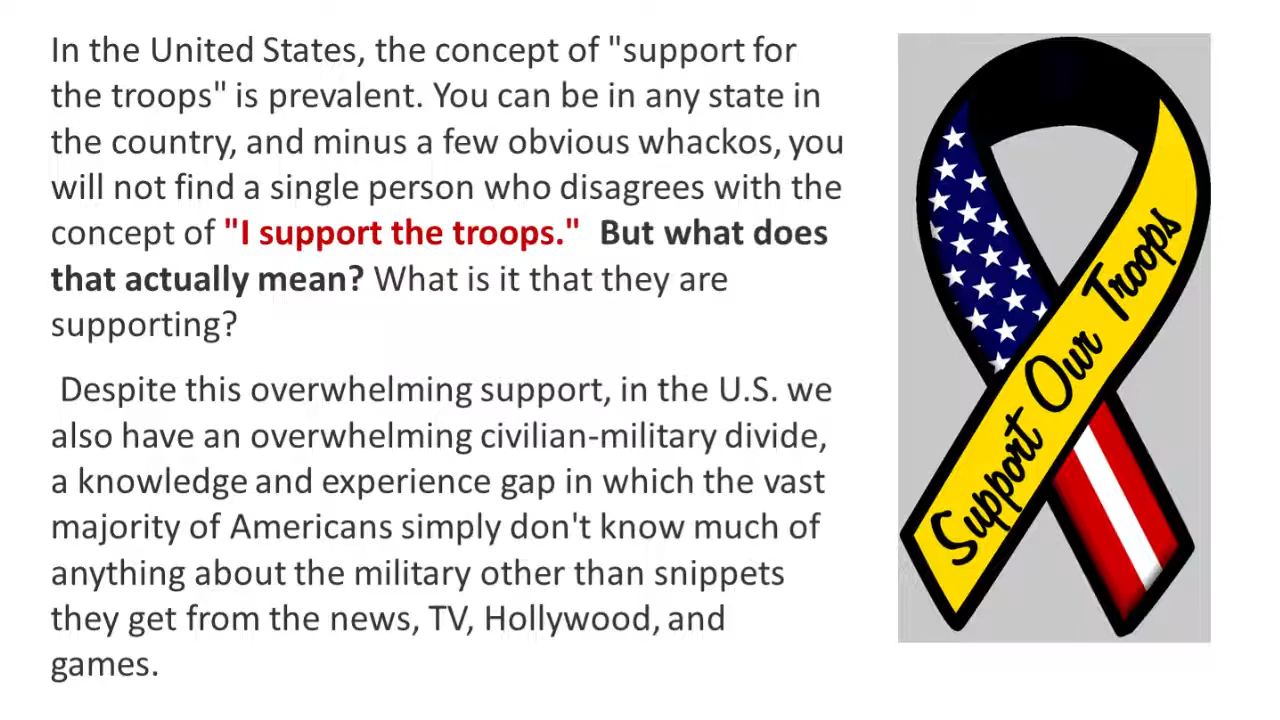 In the United States, the concept of "support for
the troops" is prevalent. You can be in any state in
the country, and minus a few obvious whackos, you
will not find a single person who disagrees with the
concept of "I support the troops."  But what does
that actually mean? What is it that they are
supporting?
Despite this overwhelming support, in the U.S. we
also have an overwhelming civilian-military divide,
a knowledge and experience gap in which the vast
majority of Americans simply don't know much of
anything about the military other than snippets
they get from the news, TV, Hollywood, and
games.
Support Our Troops